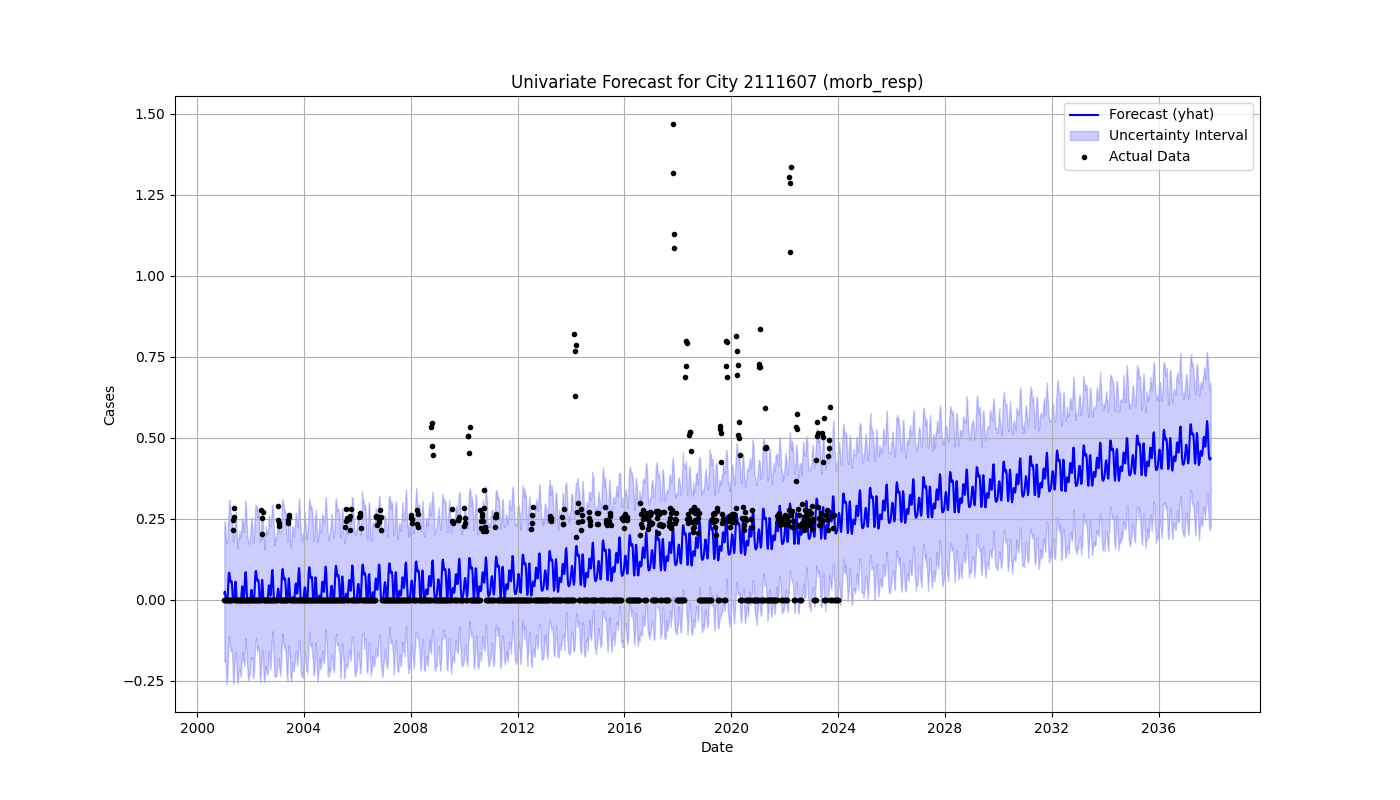 Univariate Forecast for City 2111607 (morb_resp)
1.50
1.25
1.00
0.75
0.50
0.25
0.00
−0.25
Cases
Forecast (yhat)
Uncertainty Interval
Actual Data
2000 2004 2008 2012 2016 2020 2024 2028 2032 2036
Date